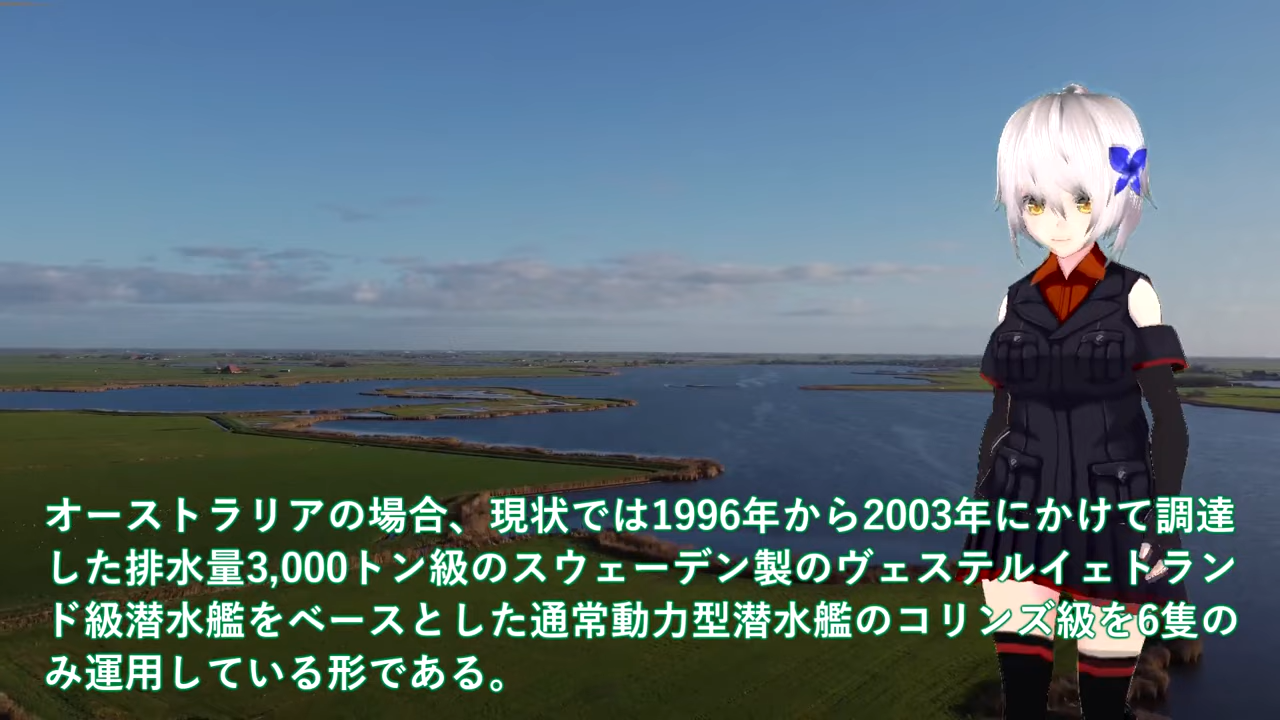 オーストラリアの場合、現状では1996年から2003年にかけて調達
した排水量3,000トン級のスウェーデン製のヴェステルイェトラン
ド級潜水艦をベースとした通常動力型潜水艦のコリンズ級を6隻の
み運用している形である。